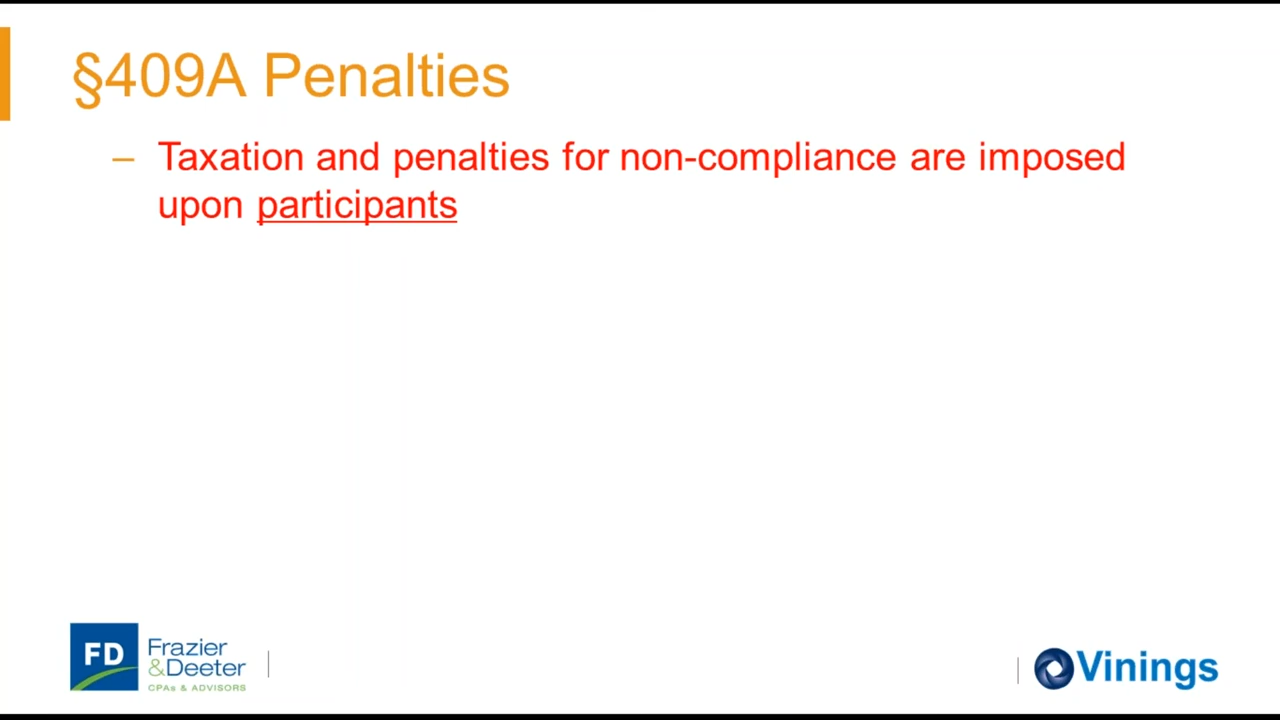 §409A Penalties
– Taxation and penalties for non-compliance are imposed
upon participants
FD
Frazier
&Deeter
CPAs & ADVISORS
Vinings